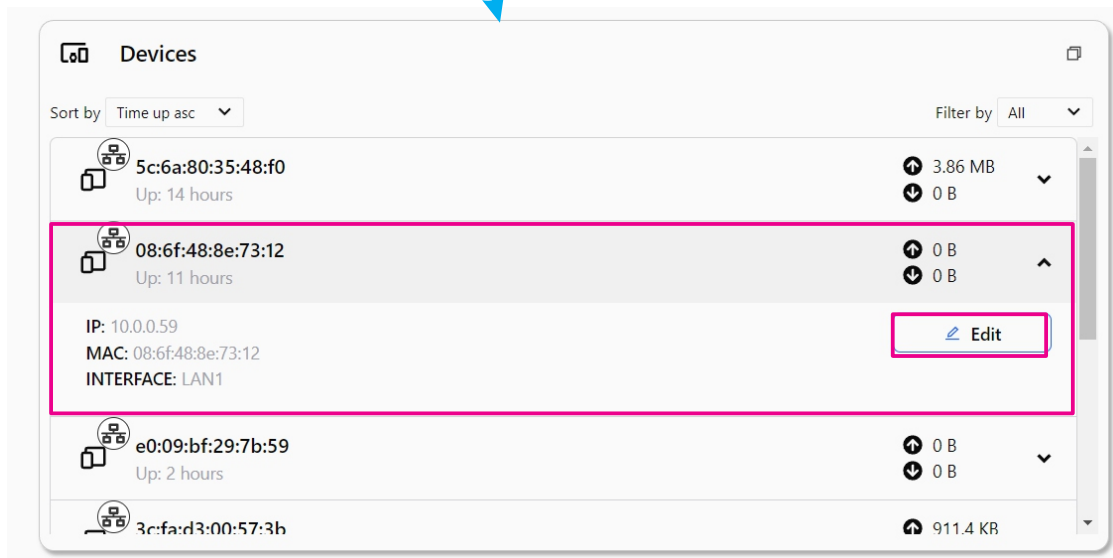 Devices
Sort by Time up asc Filter by All
5c:6a:80:35:48:f0 3.86 MB
Up: 14 hours 0 B
08:6f:48:8e:73:12 0 B
Up: 11 hours 0 B
IP: 10.0.0.59 Edit
MAC: 08:6f:48:8e:73:12
INTERFACE: LAN1
e0:09:bf:29:7b:59 0 B
Up: 2 hours 0 B
3c:fa:d3:00:57:3b 911.4 KB